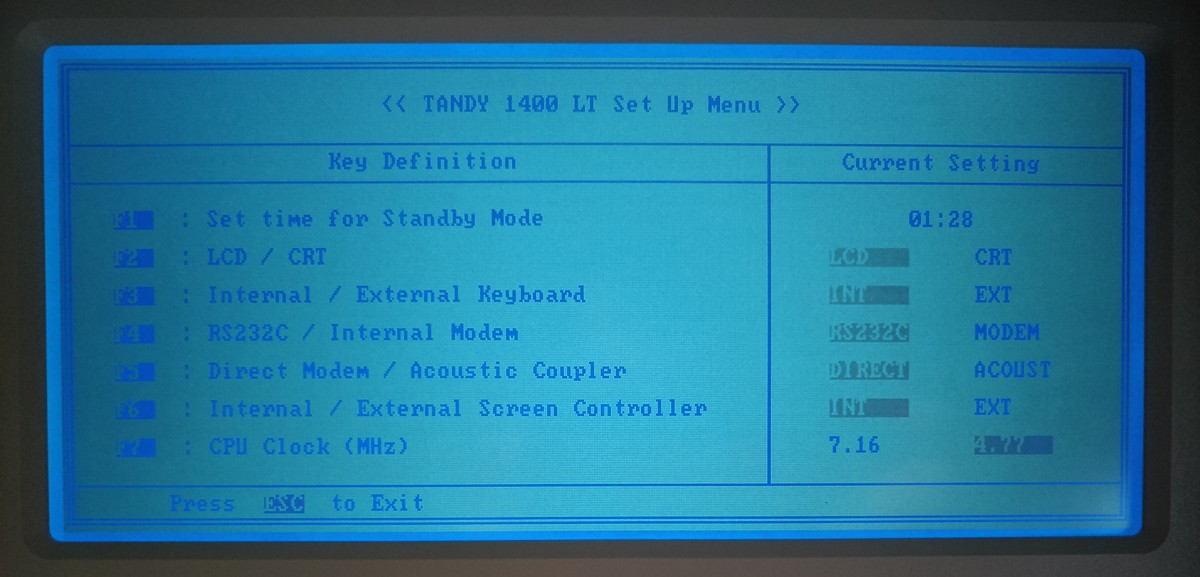 << TANDY 1400 LT Set Up Menu >>
Key Definition Current Setting
F1 : Set time for Standby Mode 01:28
F2 : LCD / CRT LCD CRT
F3 : Internal / External Keyboard INT EXT
F4 : RS232C / Internal Modem RS232C MODEM
F5 : Direct Modem / Acoustic Coupler DIRECT ACOUST
F6 : Internal / External Screen Controller INT EXT
F7 : CPU Clock (MHz) 7.16 4.77
Press ESC to Exit